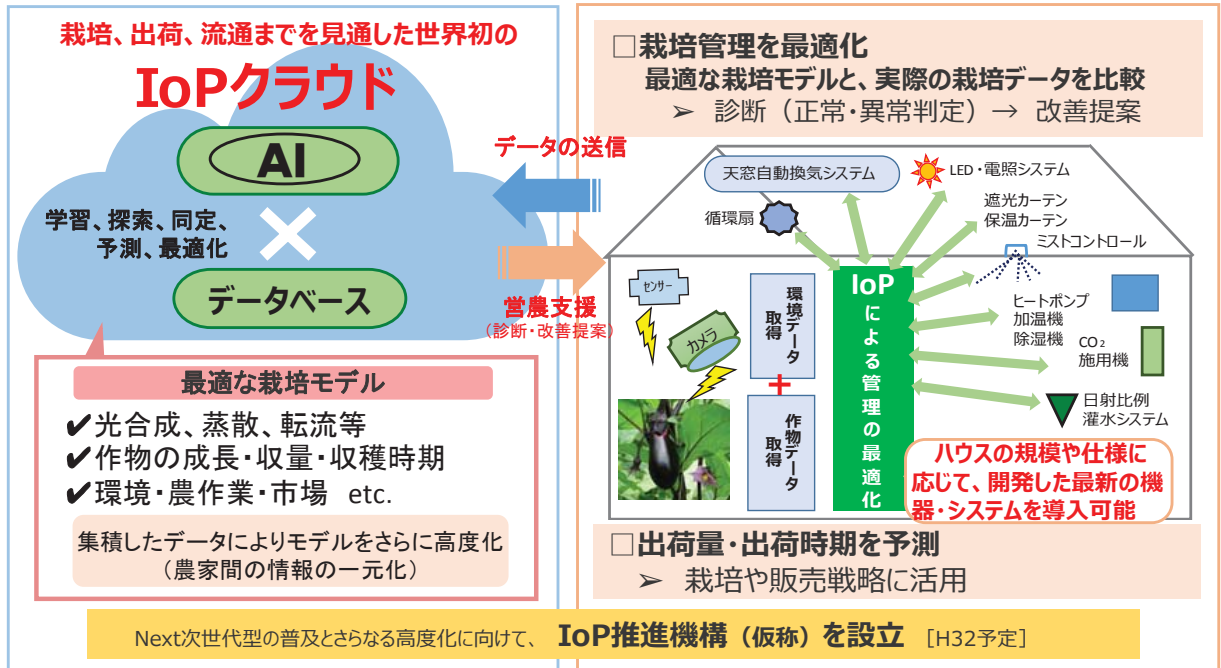 栽培、出荷、流通までを見通した世界初の
IoPクラウド
AI
学習、探索、同定、
予測、最適化
データベース
データの送信
営農支援
(診断・改善提案)
最適な栽培モデル
✔光合成、蒸散、転流等
✔作物の成長・収量・収穫時期
✔環境・農作業・市場 etc.
集積したデータによりモデルをさらに高度化
(農家間の情報の一元化)
□栽培管理を最適化
最適な栽培モデルと、実際の栽培データを比較
➢ 診断（正常・異常判定）→ 改善提案
天窓自動換気システム
LED・電照システム
循環扇
遮光カーテン
保温カーテン
ミストコントロール
センサー
カメラ
環境データ
取得
+
作物データ
取得
IoPによる管理の最適化
ヒートポンプ
加温機
除湿機
CO₂
施用機
日射比例
灌水システム
ハウスの規模や仕様に
応じて、開発した最新の機
器・システムを導入可能
□出荷量・出荷時期を予測
➢ 栽培や販売戦略に活用
Next次世代型の普及とさらなる高度化に向けて、 IoP推進機構（仮称）を設立 [H32予定]